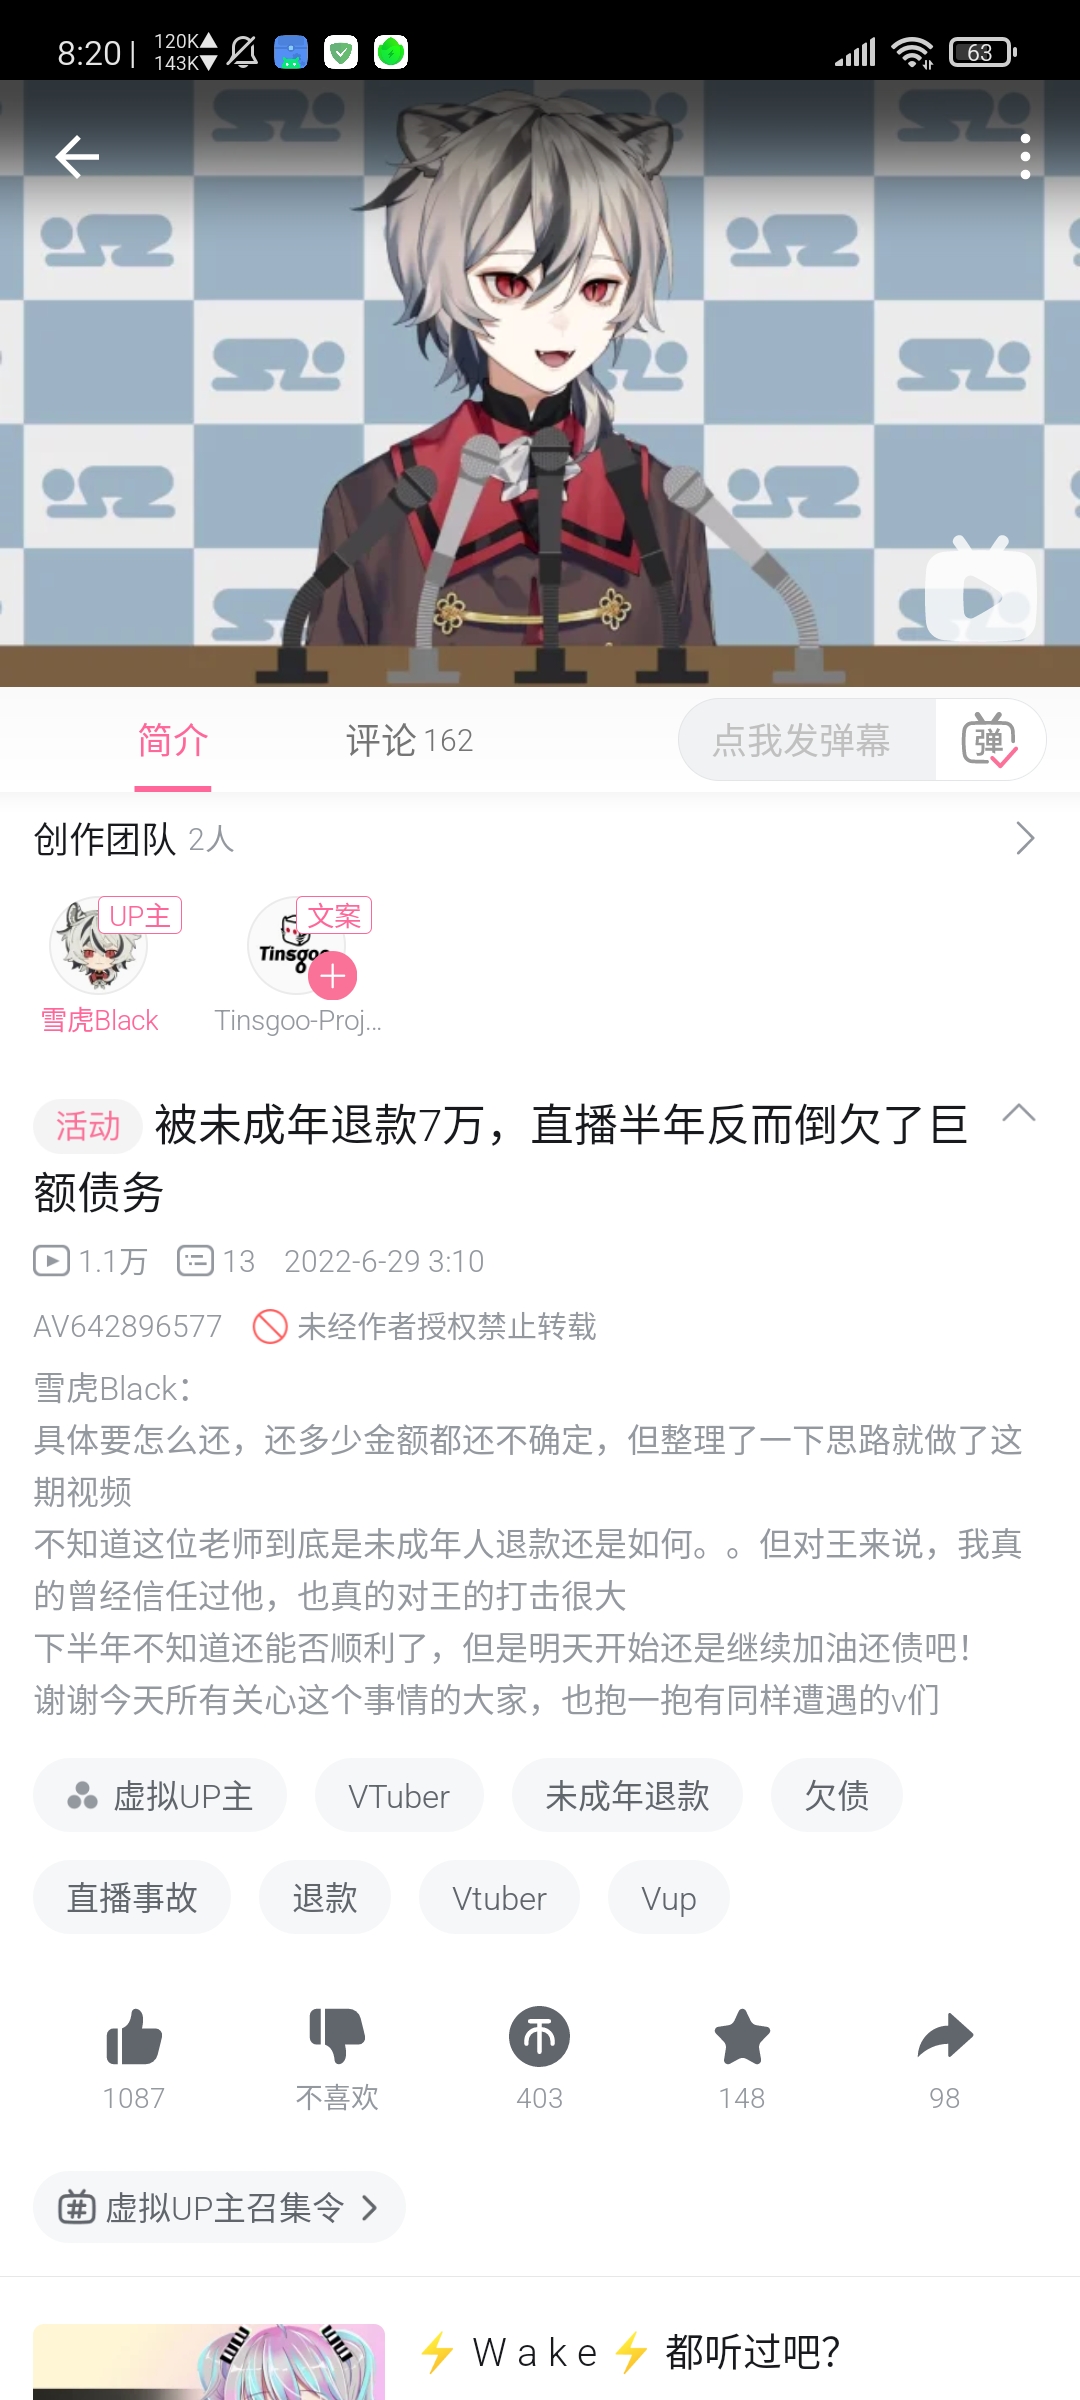 8:20 |
120K
143K
63
简介
评论 162
点我发弹幕
弹
创作团队 2人
UP主
文案
Tinsgoo
雪虎Black
Tinsgoo-Proj...
活动 被未成年退款7万，直播半年反而倒欠了巨
额债务
1.1万 13 2022-6-29 3:10
AV642896577 未经作者授权禁止转载
雪虎Black：
具体要怎么还，还多少金额都还不确定，但整理了一下思路就做了这
期视频
不知道这位老师到底是未成年人退款还是如何。。但对王来说，我真
的曾经信任过他，也真的对王的打击很大
下半年不知道还能否顺利了，但是明天开始还是继续加油还债吧！
谢谢今天所有关心这个事情的大家，也抱一抱有同样遭遇的v们
虚拟UP主 VTuber 未成年退款 欠债
直播事故 退款 Vtuber Vup
1087 不喜欢 403 148 98
# 虚拟UP主召集令
⚡ W a k e ⚡ 都听过吧？